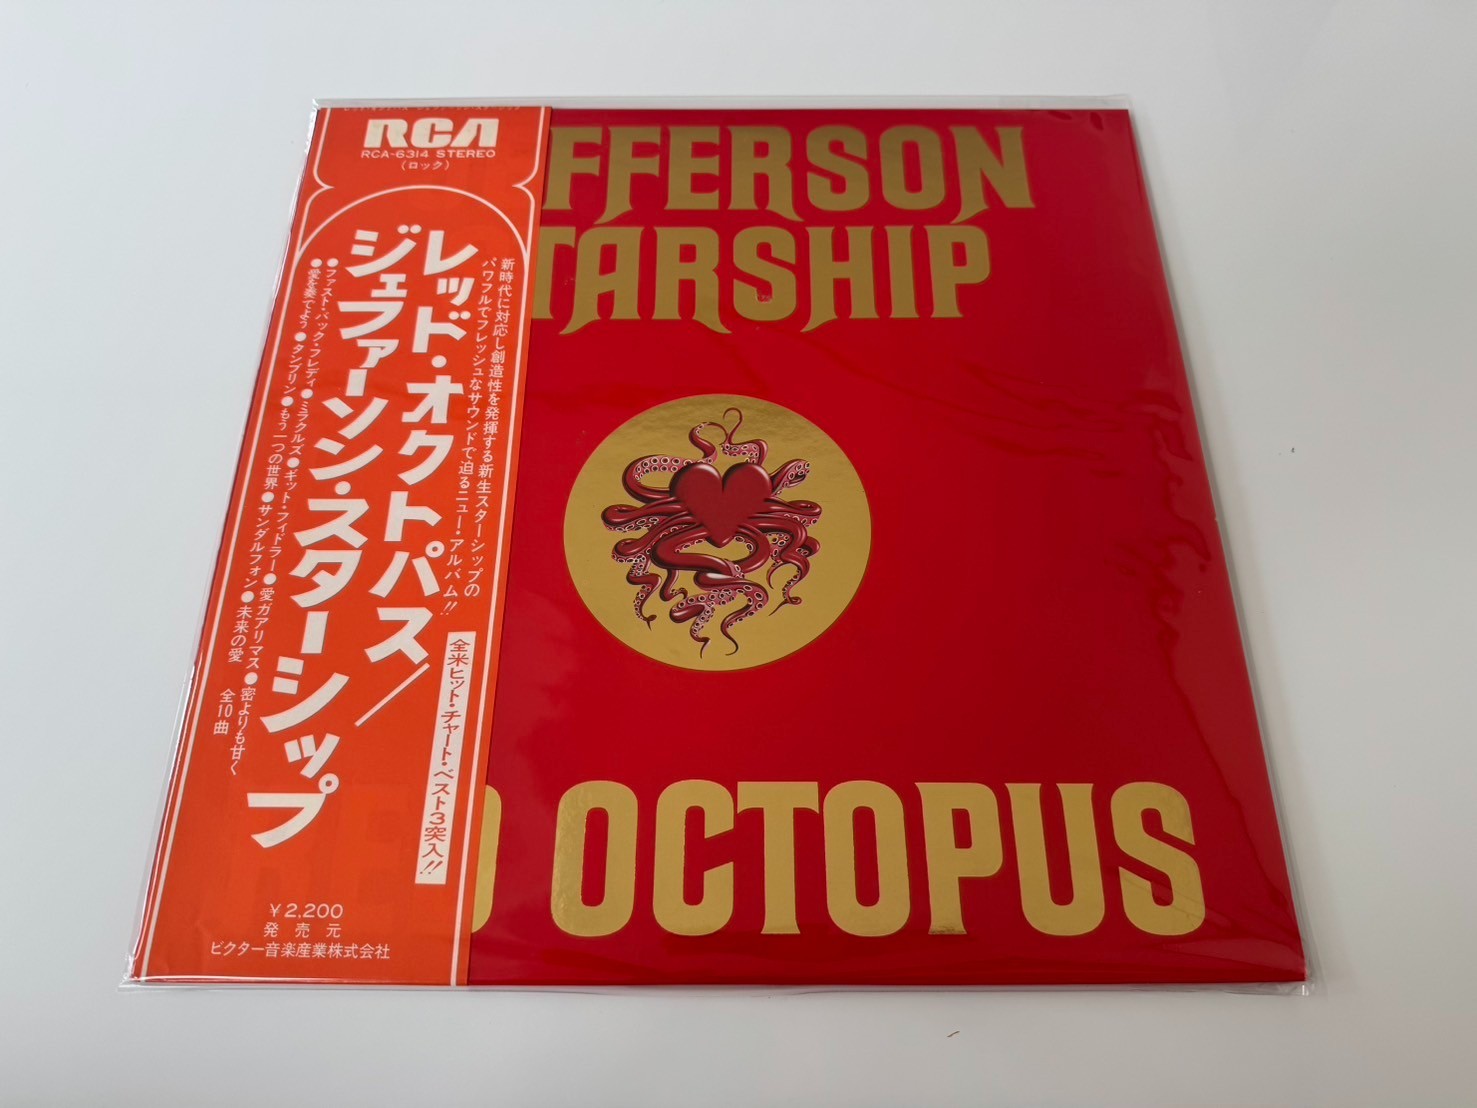 RCA
RCA-6314 STEREO
(ロック)
新時代に対応し創造性を発揮する新生スターシップの
パワフルでフレッシュなサウンドで迫るニュー・アルバム!!
全米ヒット・チャート・ベスト3突入!!
レッド・オクトパス/
ジェファーソン・スターシップ
●ファスト・バック・フレディ●ミラクルズ●ギット・フィドラー●愛ガアリマス●密よりも甘く
●愛を奏でよう●タンブリン●もう一つの世界●サンダルフォン●未来の愛
全10曲
¥2,200
発売元
ビクター音楽産業株式会社
FFERSON
TARSHIP
OCTOPUS